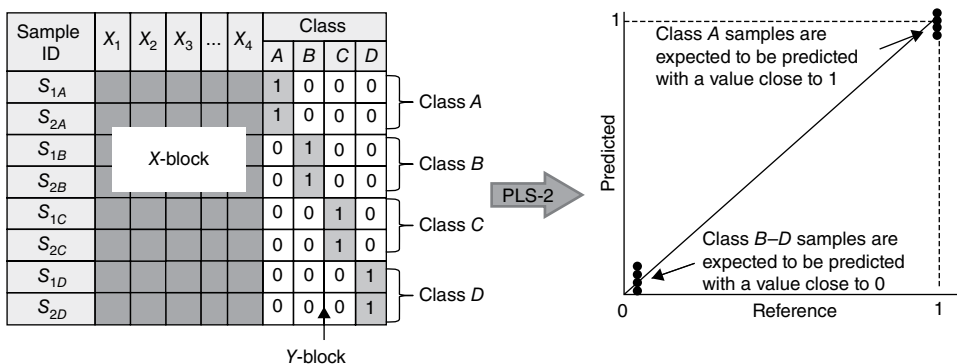 Sample ID X1 X2 X3 ... X4 Class
A B C D
S1A 1 0 0 0
S2A 1 0 0 0
Class A
S1B 0 1 0 0
S2B 0 1 0 0
Class B
S1C 0 0 1 0
S2C 0 0 1 0
Class C
S1D 0 0 0 1
S2D 0 0 0 1
Class D
X-block
Y-block
PLS-2
1
Class A samples are
expected to be predicted
with a value close to 1
Predicted
Class B–D samples are
expected to be predicted
with a value close to 0
0 Reference 1